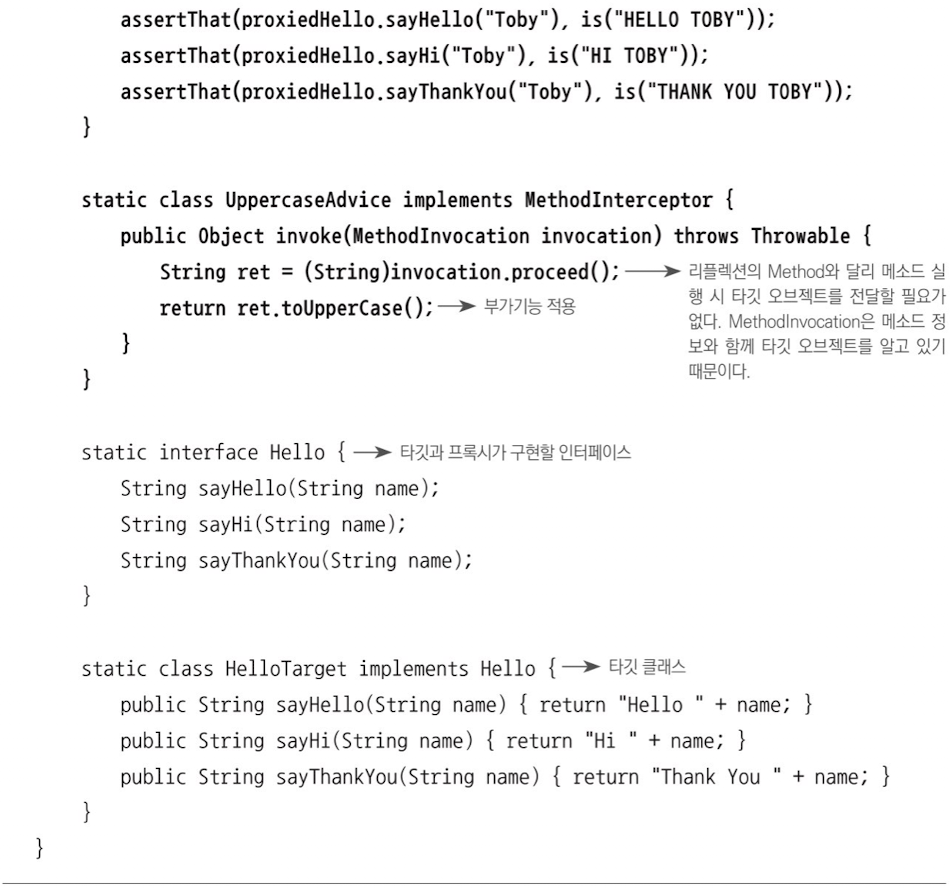 assertThat(proxiedHello.sayHello("Toby"), is("HELLO TOBY"));
assertThat(proxiedHello.sayHi("Toby"), is("HI TOBY"));
assertThat(proxiedHello.sayThankYou("Toby"), is("THANK YOU TOBY"));
}
static class UppercaseAdvice implements MethodInterceptor {
public Object invoke(MethodInvocation invocation) throws Throwable {
String ret = (String)invocation.proceed();
리플렉션의 Method와 달리 메소드 실
행 시 타깃 오브젝트를 전달할 필요가
없다. MethodInvocation은 메소드 정
보와 함께 타깃 오브젝트를 알고 있기
때문이다.
return ret.toUpperCase(); 부가기능 적용
}
}
static interface Hello { 타깃과 프록시가 구현할 인터페이스
String sayHello(String name);
String sayHi(String name);
String sayThankYou(String name);
}
static class HelloTarget implements Hello { 타깃 클래스
public String sayHello(String name) { return "Hello " + name; }
public String sayHi(String name) { return "Hi " + name; }
public String sayThankYou(String name) { return "Thank You " + name; }
}
}